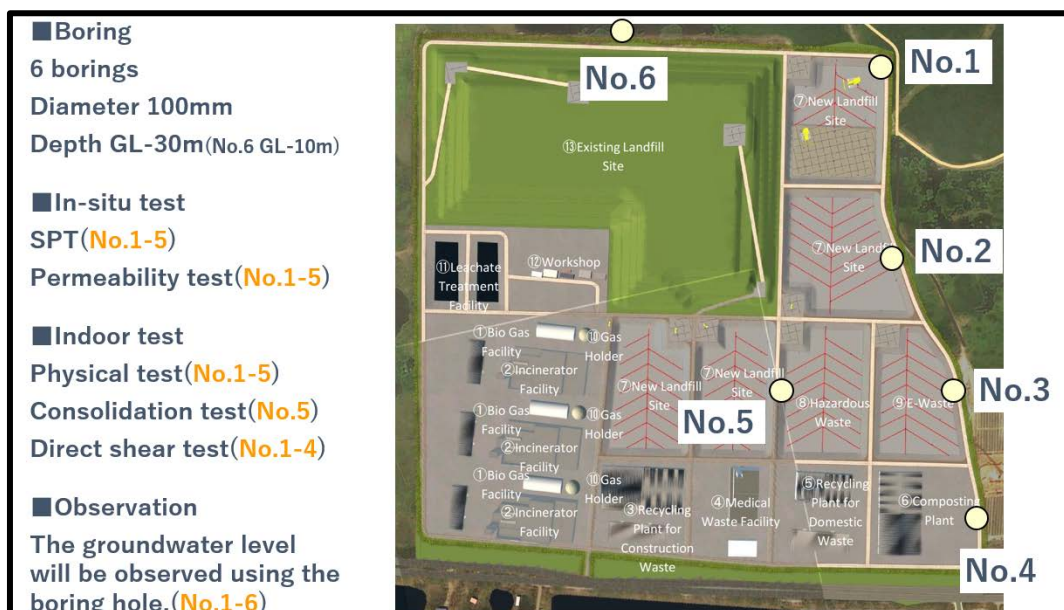 ■Boring
6 borings
Diameter 100mm
Depth GL-30m(No.6 GL-10m)
■In-situ test
SPT(No.1-5)
Permeability test(No.1-5)
■Indoor test
Physical test(No.1-5)
Consolidation test(No.5)
Direct shear test(No.1-4)
■Observation
The groundwater level
will be observed using the
boring hole.(No.1-6)
No.6
No.1
⑦New Landfill
Site
⑬Existing Landfill
Site
No.2
⑦New Landfill
Site
⑪Leachate
Treatment
Facility
⑫Workshop
①Bio Gas
Facility
⑩Gas
Holder
②Incinerator
Facility
⑦New Landfill
Site
⑦New Landfill
Site
No.5
⑧Hazardous
Waste
⑨E-Waste
No.3
①Bio Gas
Facility
⑩Gas
Holder
②Incinerator
Facility
①Bio Gas
Facility
⑩Gas
Holder
②Incinerator
Facility
③Recycling
Plant for
Construction
Waste
④Medical
Waste Facility
⑤Recycling
Plant for
Domestic
Waste
⑥Composting
Plant
No.4